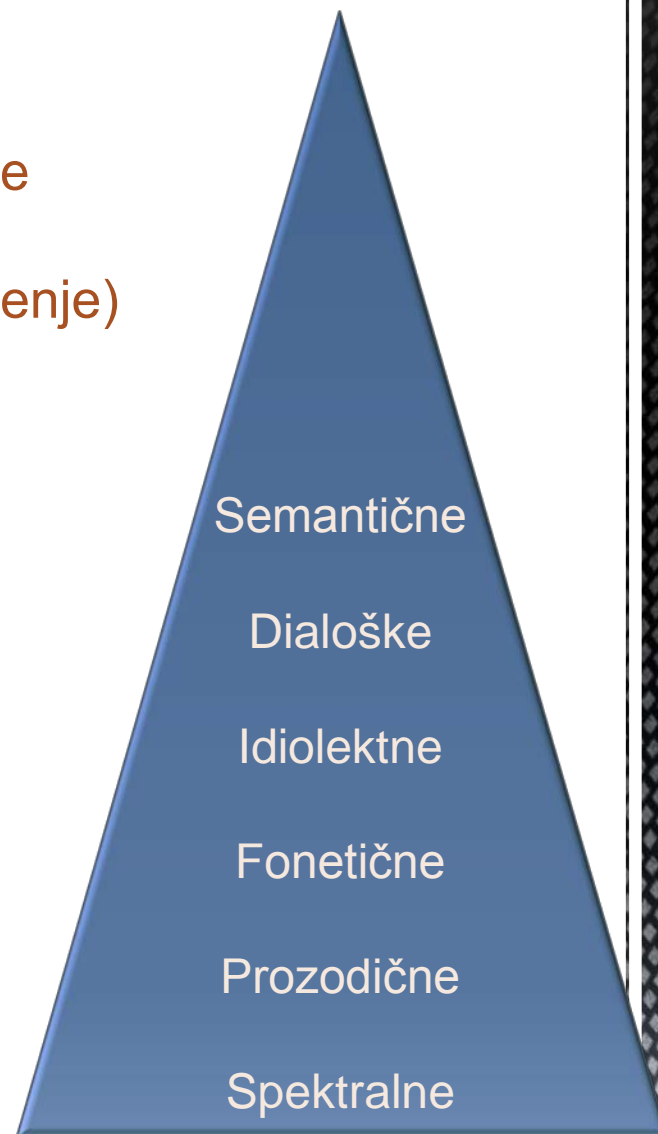 e
enje)
Semantične
Dialoške
Idiolektne
Fonetične
Prozodične
Spektralne